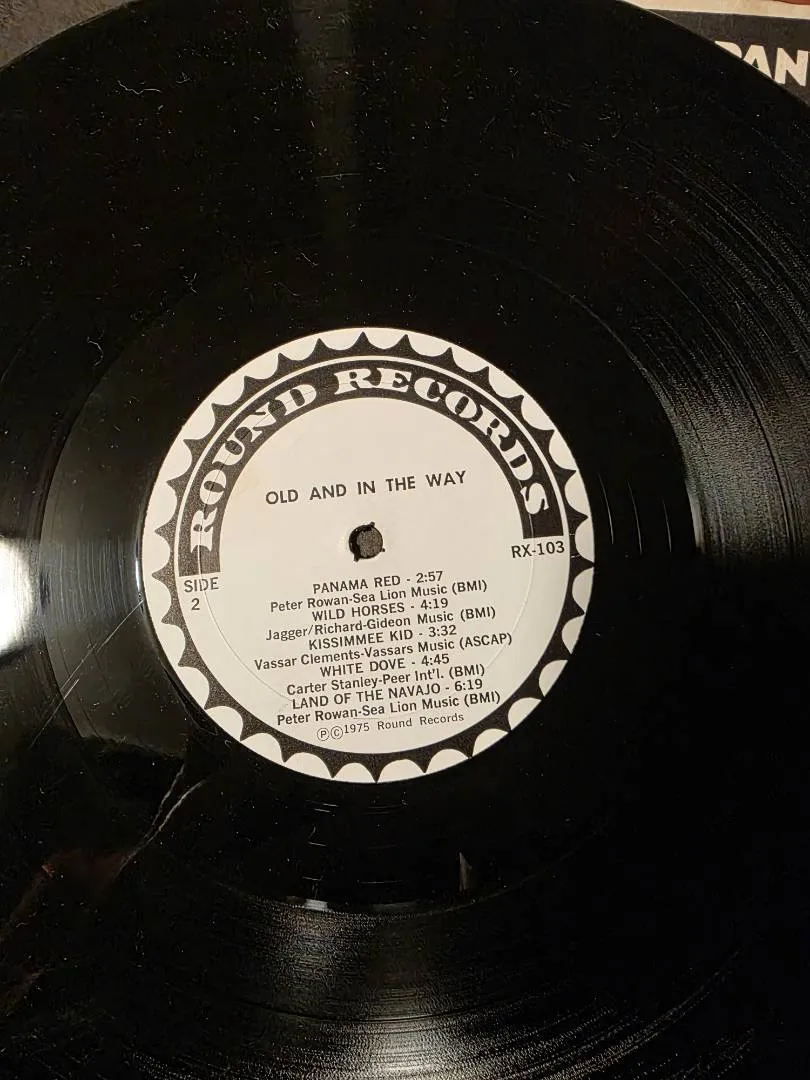 PAN
ROUND RECORDS
OLD AND IN THE WAY
RX-103
SIDE
2
PANAMA RED - 2:57
Peter Rowan-Sea Lion Music (BMI)
WILD HORSES - 4:19
Jagger/Richard-Gideon Music (BMI)
KISSIMMEE KID - 3:32
Vassar Clements-Vassars Music (ASCAP)
WHITE DOVE - 4:45
Carter Stanley-Peer Int'l. (BMI)
LAND OF THE NAVAJO - 6:19
Peter Rowan-Sea Lion Music (BMI)
ⓅⒸ1975 Round Records